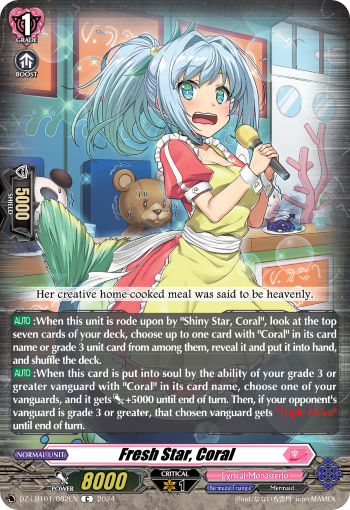 1
GRADE
BOOST
5000
SHIELD
Her creative home-cooked meal was said to be heavenly.
AUTO :When this unit is rode upon by "Shiny Star, Coral", look at the top
seven cards of your deck, choose up to one card with "Coral" in its card
name or grade 3 unit card from among them, reveal it and put it into hand,
and shuffle the deck.
AUTO :When this card is put into soul by the ability of your grade 3 or
greater vanguard with "Coral" in its card name, choose one of your
vanguards, and it gets +5000 until end of turn. Then, if your opponent's
vanguard is grade 3 or greater, that chosen vanguard gets "Triple Drive"
until end of turn.
NORMAL UNIT
Fresh Star, Coral
POWER 8000
CRITICAL
1
Lyrical Monasterio
Bermuda Triangle
Mermaid
DZ-LBT01/082EN C 2024